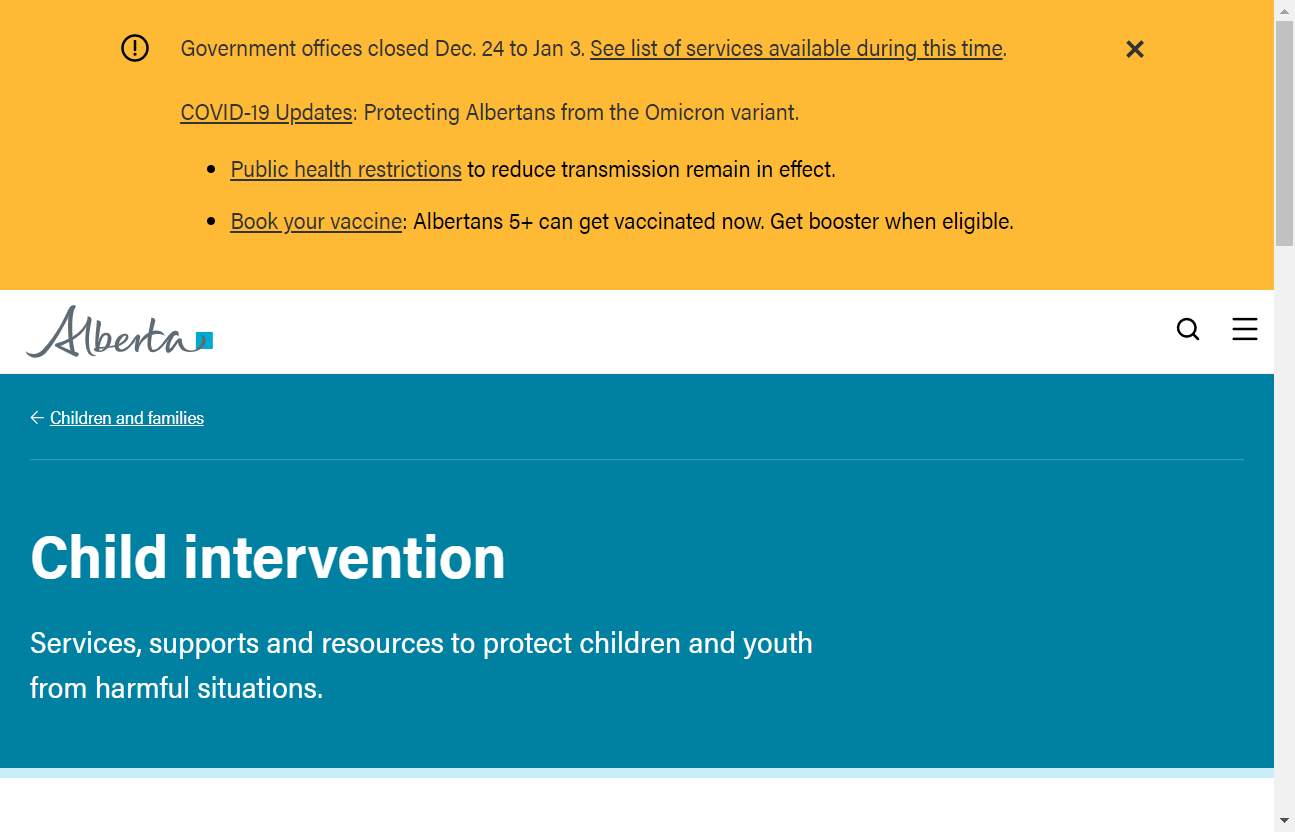 Government offices closed Dec. 24 to Jan 3. See list of services available during this time.
COVID-19 Updates: Protecting Albertans from the Omicron variant.
• Public health restrictions to reduce transmission remain in effect.
• Book your vaccine: Albertans 5+ can get vaccinated now. Get booster when eligible.
Alberta
← Children and families
Child intervention
Services, supports and resources to protect children and youth
from harmful situations.